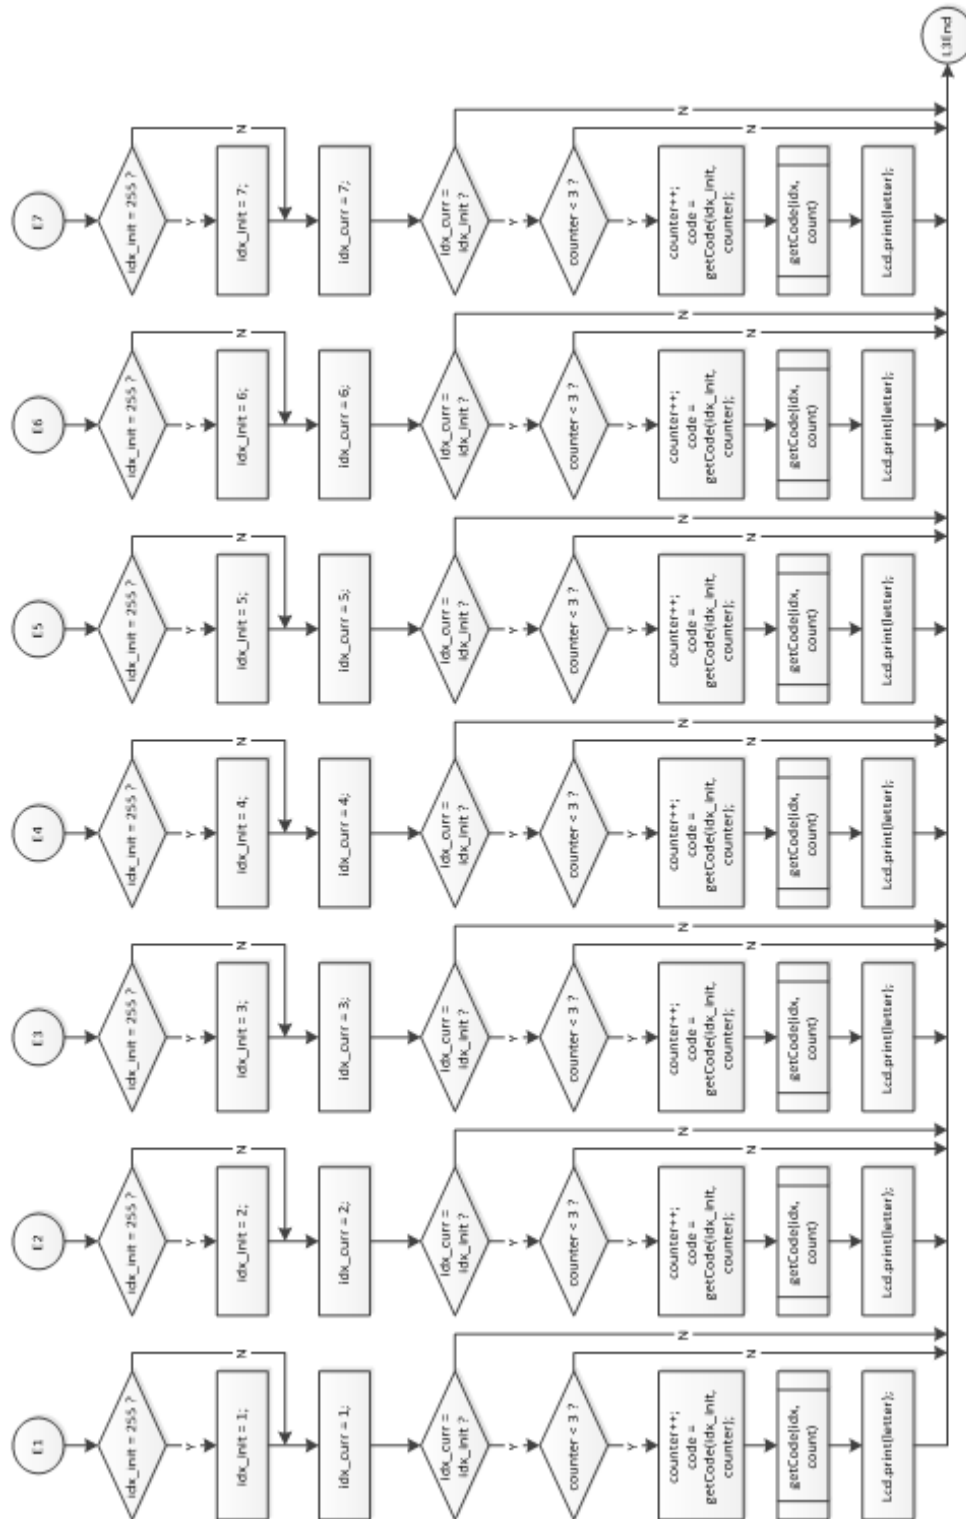 E1
idx_init = 255 ?
Y
N
idx_init = 1;
idx_curr = 1;
idx_curr =
idx_init ?
Y
N
counter < 3 ?
Y
N
counter++;
code =
getCode(idx_init,
counter);
getCode(idx,
count)
Lcd.print(letter);
E2
idx_init = 255 ?
Y
N
idx_init = 2;
idx_curr = 2;
idx_curr =
idx_init ?
Y
N
counter < 3 ?
Y
N
counter++;
code =
getCode(idx_init,
counter);
getCode(idx,
count)
Lcd.print(letter);
E3
idx_init = 255 ?
Y
N
idx_init = 3;
idx_curr = 3;
idx_curr =
idx_init ?
Y
N
counter < 3 ?
Y
N
counter++;
code =
getCode(idx_init,
counter);
getCode(idx,
count)
Lcd.print(letter);
E4
idx_init = 255 ?
Y
N
idx_init = 4;
idx_curr = 4;
idx_curr =
idx_init ?
Y
N
counter < 3 ?
Y
N
counter++;
code =
getCode(idx_init,
counter);
getCode(idx,
count)
Lcd.print(letter);
E5
idx_init = 255 ?
Y
N
idx_init = 5;
idx_curr = 5;
idx_curr =
idx_init ?
Y
N
counter < 3 ?
Y
N
counter++;
code =
getCode(idx_init,
counter);
getCode(idx,
count)
Lcd.print(letter);
E6
idx_init = 255 ?
Y
N
idx_init = 6;
idx_curr = 6;
idx_curr =
idx_init ?
Y
N
counter < 3 ?
Y
N
counter++;
code =
getCode(idx_init,
counter);
getCode(idx,
count)
Lcd.print(letter);
E7
idx_init = 255 ?
Y
N
idx_init = 7;
idx_curr = 7;
idx_curr =
idx_init ?
Y
N
counter < 3 ?
Y
N
counter++;
code =
getCode(idx_init,
counter);
getCode(idx,
count)
Lcd.print(letter);
L3End